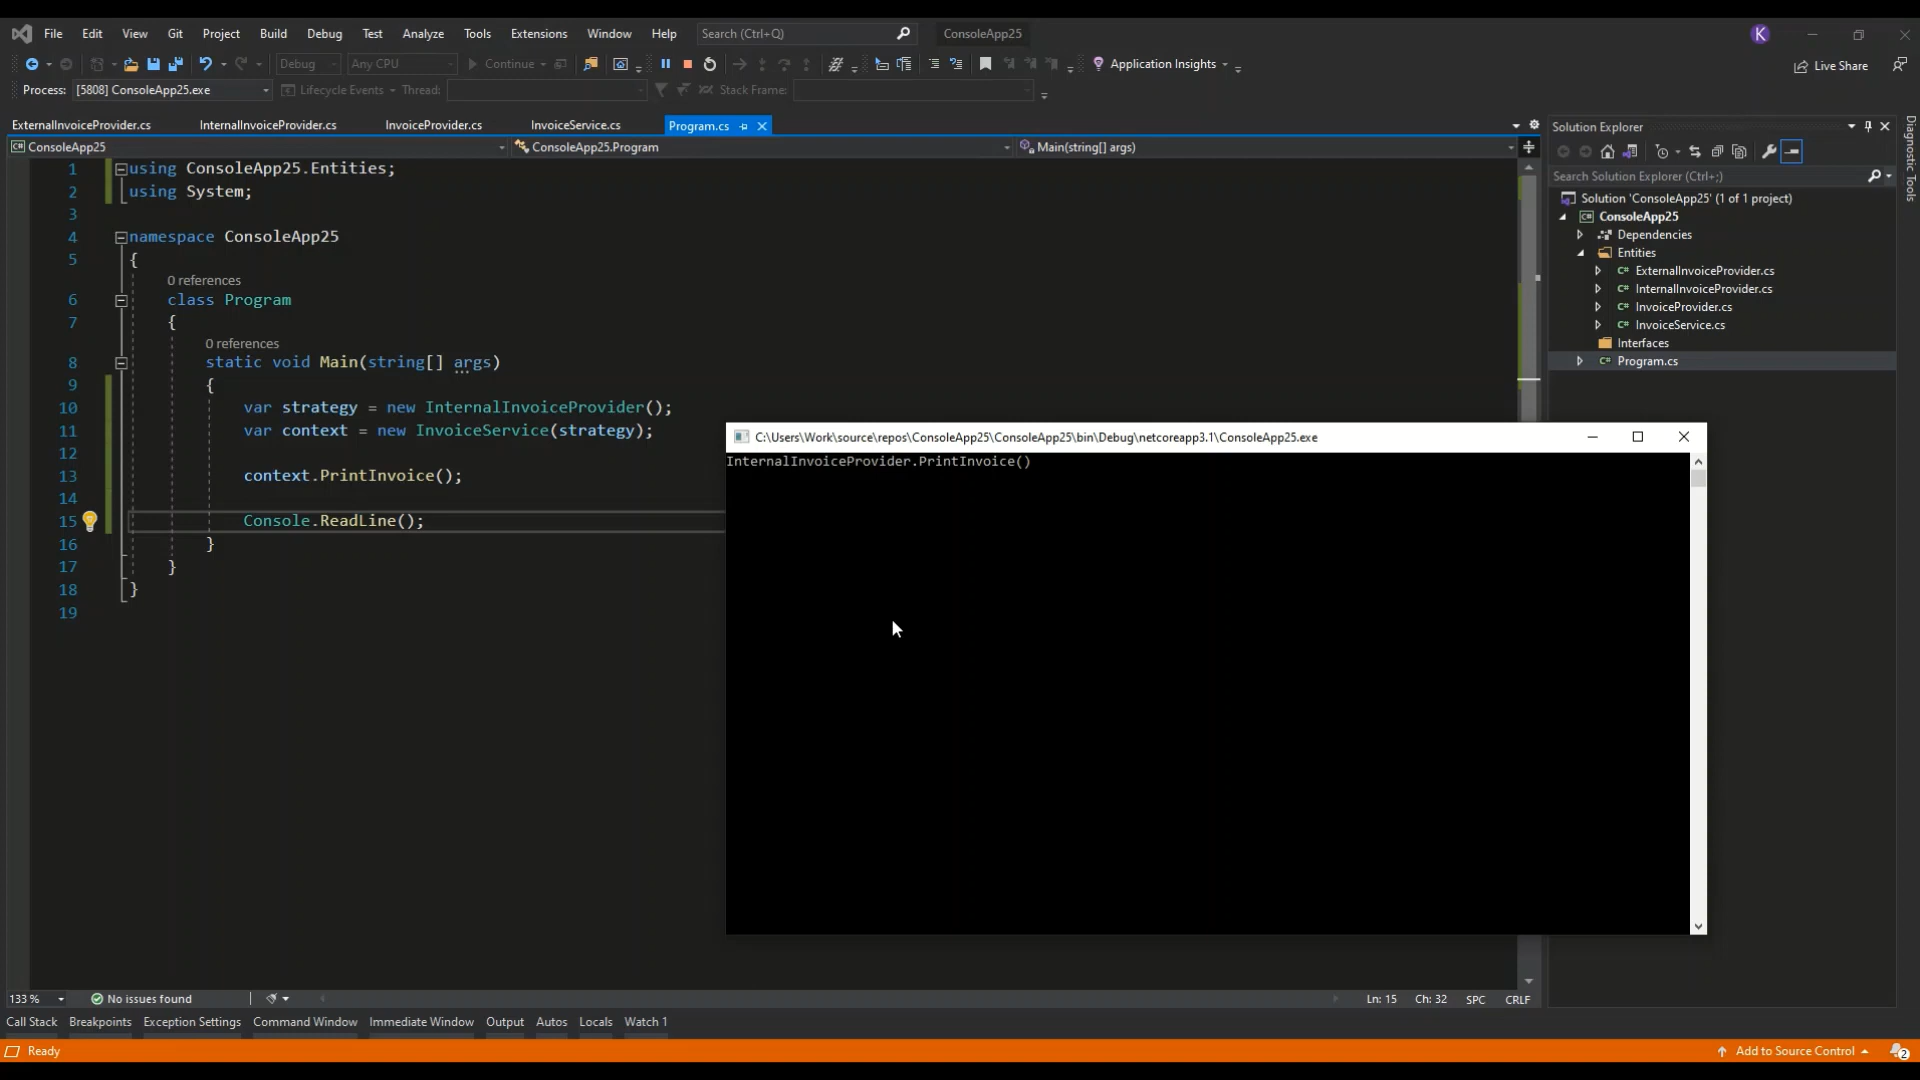 File Edit View Git Project Build Debug Test Analyze Tools Extensions Window Help Search (Ctrl+Q) ConsoleApp25 K
Debug Any CPU Continue Application Insights Live Share
Process: [5808] ConsoleApp25.exe Lifecycle Events Thread: Stack Frame:
ExternalInvoiceProvider.cs InternalInvoiceProvider.cs InvoiceProvider.cs InvoiceService.cs Program.cs
ConsoleApp25 ConsoleApp25.Program Main(string[] args)
1 using ConsoleApp25.Entities;
2 using System;
3
4 namespace ConsoleApp25
5 {
0 references
6 class Program
7 {
0 references
8 static void Main(string[] args)
9 {
10 var strategy = new InternalInvoiceProvider();
11 var context = new InvoiceService(strategy);
12
13 context.PrintInvoice();
14
15 Console.ReadLine();
16 }
17 }
18 }
19
C:\Users\Work\source\repos\ConsoleApp25\ConsoleApp25\bin\Debug\netcoreapp3.1\ConsoleApp25.exe
InternalInvoiceProvider.PrintInvoice()
Solution Explorer
Search Solution Explorer (Ctrl+;)
Solution 'ConsoleApp25' (1 of 1 project)
C# ConsoleApp25
Dependencies
Entities
C# ExternalInvoiceProvider.cs
C# InternalInvoiceProvider.cs
C# InvoiceProvider.cs
C# InvoiceService.cs
Interfaces
C# Program.cs
Diagnostic Tools
133 % No issues found Ln: 15 Ch: 32 SPC CRLF
Call Stack Breakpoints Exception Settings Command Window Immediate Window Output Autos Locals Watch 1
Ready Add to Source Control 2